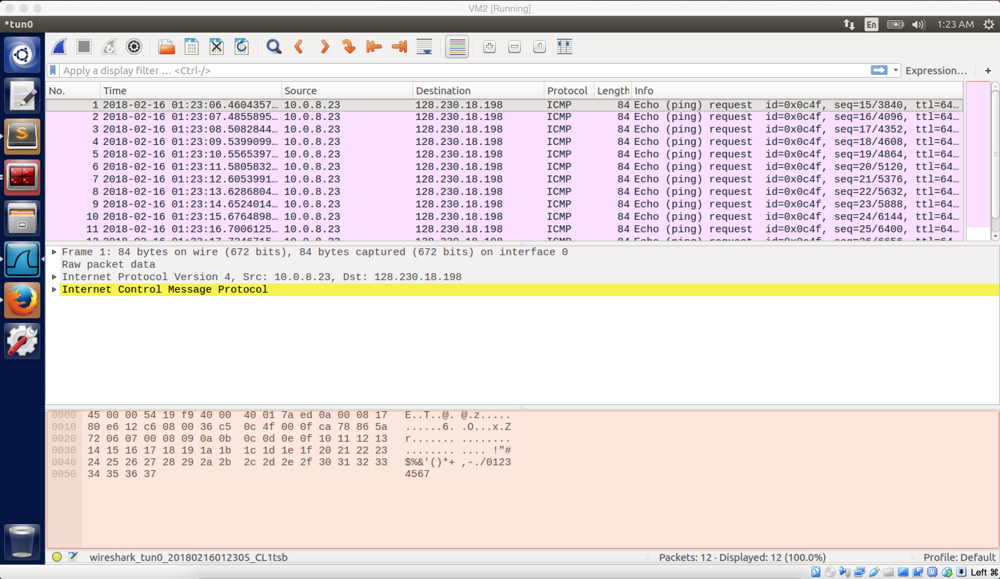 VM2 [Running]
*tun0
En
1:23 AM
Apply a display filter … <Ctrl-/>
Expression…
+
No. Time Source Destination Protocol Length Info
1 2018-02-16 01:23:06.4604357… 10.0.8.23 128.230.18.198 ICMP 84 Echo (ping) request id=0x0c4f, seq=15/3840, ttl=64…
2 2018-02-16 01:23:07.4855895… 10.0.8.23 128.230.18.198 ICMP 84 Echo (ping) request id=0x0c4f, seq=16/4096, ttl=64…
3 2018-02-16 01:23:08.5082844… 10.0.8.23 128.230.18.198 ICMP 84 Echo (ping) request id=0x0c4f, seq=17/4352, ttl=64…
4 2018-02-16 01:23:09.5399099… 10.0.8.23 128.230.18.198 ICMP 84 Echo (ping) request id=0x0c4f, seq=18/4608, ttl=64…
5 2018-02-16 01:23:10.5565397… 10.0.8.23 128.230.18.198 ICMP 84 Echo (ping) request id=0x0c4f, seq=19/4864, ttl=64…
6 2018-02-16 01:23:11.5805832… 10.0.8.23 128.230.18.198 ICMP 84 Echo (ping) request id=0x0c4f, seq=20/5120, ttl=64…
7 2018-02-16 01:23:12.6053991… 10.0.8.23 128.230.18.198 ICMP 84 Echo (ping) request id=0x0c4f, seq=21/5376, ttl=64…
8 2018-02-16 01:23:13.6286804… 10.0.8.23 128.230.18.198 ICMP 84 Echo (ping) request id=0x0c4f, seq=22/5632, ttl=64…
9 2018-02-16 01:23:14.6524014… 10.0.8.23 128.230.18.198 ICMP 84 Echo (ping) request id=0x0c4f, seq=23/5888, ttl=64…
10 2018-02-16 01:23:15.6764898… 10.0.8.23 128.230.18.198 ICMP 84 Echo (ping) request id=0x0c4f, seq=24/6144, ttl=64…
11 2018-02-16 01:23:16.7006125… 10.0.8.23 128.230.18.198 ICMP 84 Echo (ping) request id=0x0c4f, seq=25/6400, ttl=64…
Frame 1: 84 bytes on wire (672 bits), 84 bytes captured (672 bits) on interface 0
Raw packet data
Internet Protocol Version 4, Src: 10.0.8.23, Dst: 128.230.18.198
Internet Control Message Protocol
0000 45 00 00 54 19 f9 40 00 40 01 7a ed 0a 00 08 17 E..T..@. @.z.....
0010 80 e6 12 c6 08 00 36 c5 0c 4f 00 0f ca 78 86 5a ......6. .O...x.Z
0020 72 06 07 00 08 09 0a 0b 0c 0d 0e 0f 10 11 12 13 r....... ........
0030 14 15 16 17 18 19 1a 1b 1c 1d 1e 1f 20 21 22 23 ........ .... !"#
0040 24 25 26 27 28 29 2a 2b 2c 2d 2e 2f 30 31 32 33 $%&'()*+ ,-./0123
0050 34 35 36 37 4567
wireshark_tun0_20180216012305_CL1tsb
Packets: 12 · Displayed: 12 (100.0%)
Profile: Default
Left ⌘